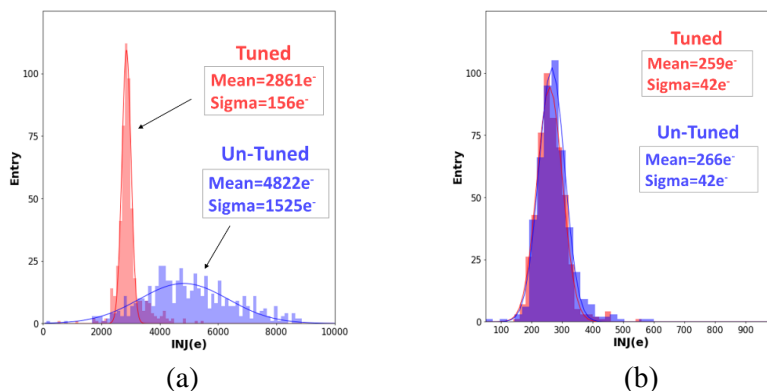 Tuned
Mean=2861e⁻
Sigma=156e⁻
Un-Tuned
Mean=4822e⁻
Sigma=1525e⁻
Entry
100
75
50
25
0
0 2000 4000 6000 8000 10000
INJ(e)
(a)
Tuned
Mean=259e⁻
Sigma=42e⁻
Un-Tuned
Mean=266e⁻
Sigma=42e⁻
Entry
100
75
50
25
0
100 200 300 400 500 600 700 800 900
INJ(e)
(b)